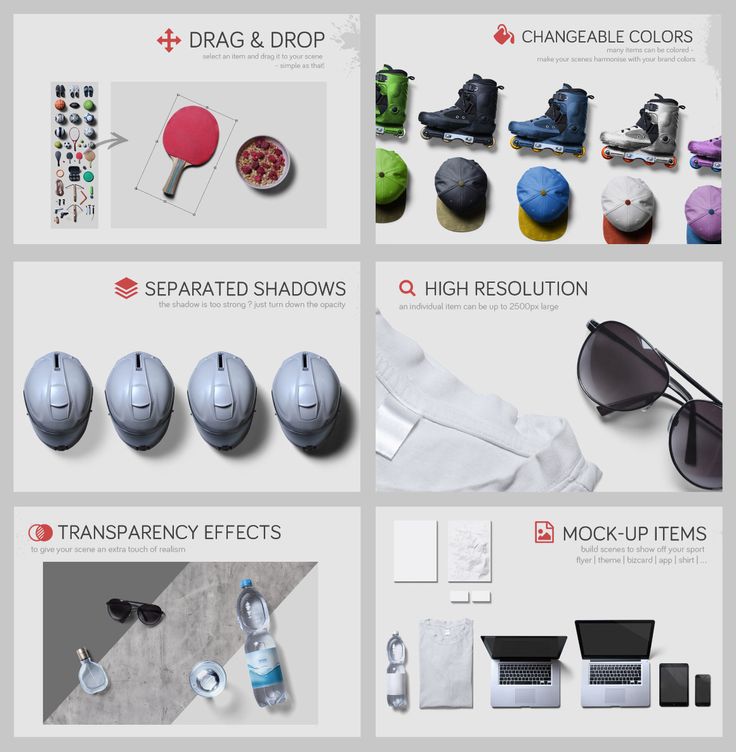 DRAG & DROP
select an item and drag it to your scene
- simple as that!
CHANGEABLE COLORS
many items can be colored -
make your scenes harmonise with your brand colors
SEPARATED SHADOWS
the shadow is too strong ? just turn down the opacity
HIGH RESOLUTION
an individual item can be up to 2500px large
TRANSPARENCY EFFECTS
to give your scene an extra touch of realism
MOCK-UP ITEMS
build scenes to show off your sport
flyer | theme | bizcard | app | shirt | ...